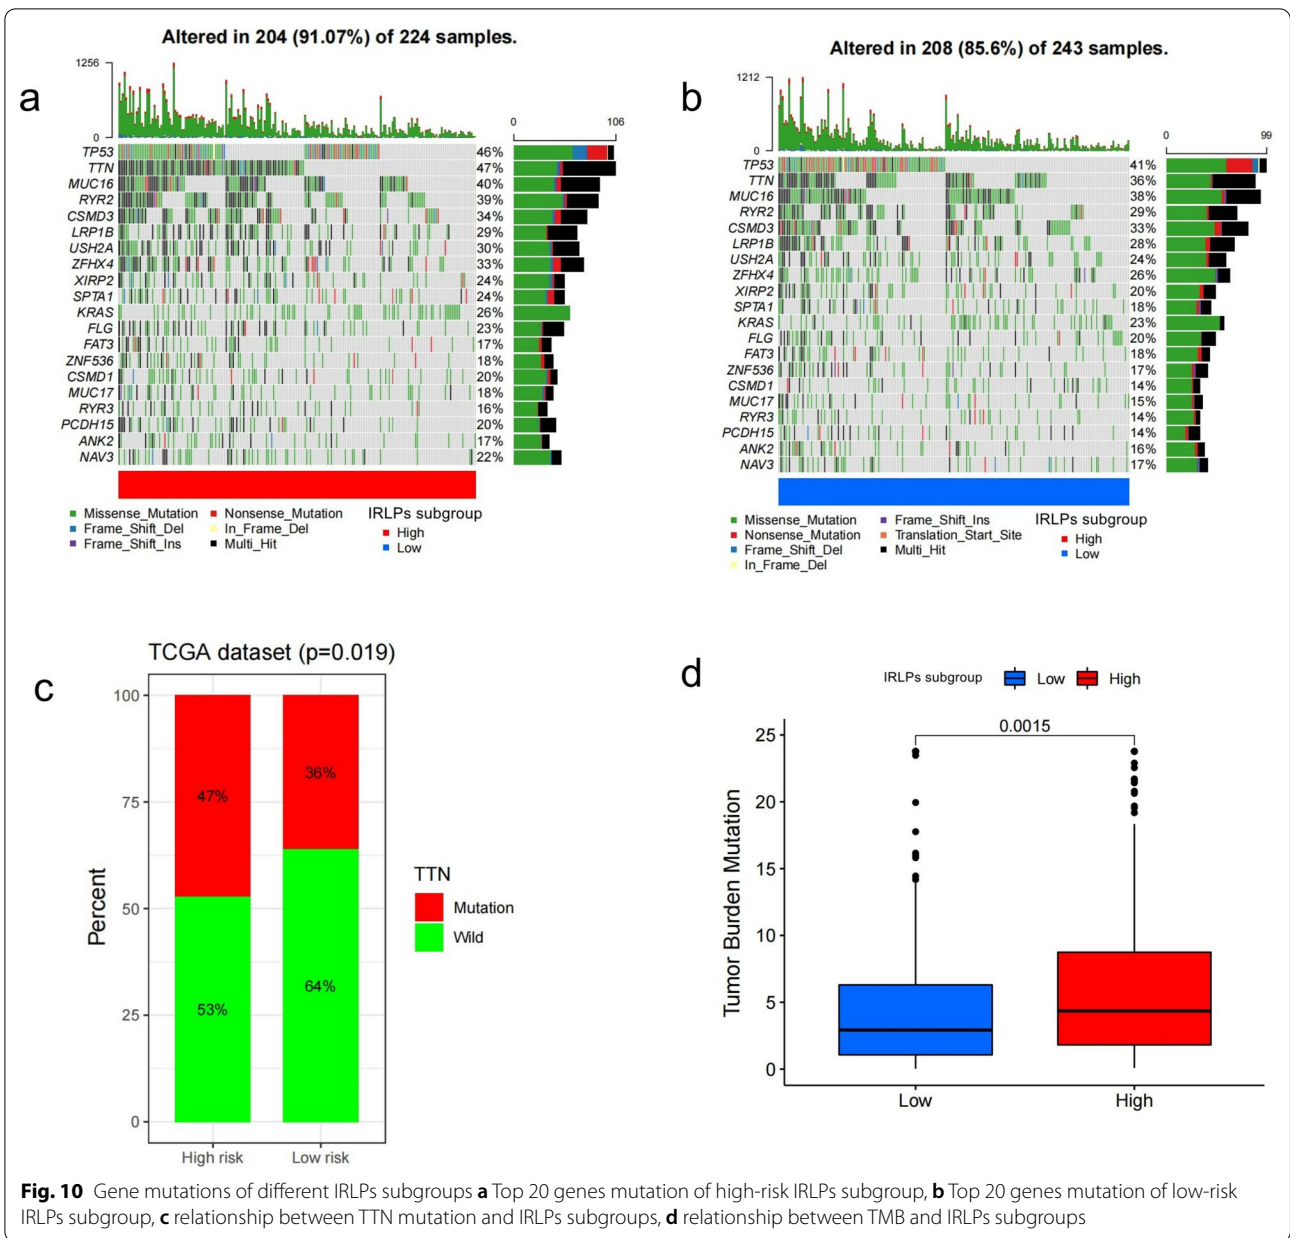 Altered in 204 (91.07%) of 224 samples.
a
1256
0
0 106
TP53 46%
TTN 47%
MUC16 40%
RYR2 39%
CSMD3 34%
LRP1B 29%
USH2A 30%
ZFHX4 33%
XIRP2 24%
SPTA1 24%
KRAS 26%
FLG 23%
FAT3 17%
ZNF536 18%
CSMD1 20%
MUC17 18%
RYR3 16%
PCDH15 20%
ANK2 17%
NAV3 22%
Missense_Mutation Nonsense_Mutation IRLPs subgroup
Frame_Shift_Del In_Frame_Del High
Frame_Shift_Ins Multi_Hit Low
Altered in 208 (85.6%) of 243 samples.
b
1212
0
0 99
TP53 41%
TTN 36%
MUC16 38%
RYR2 29%
CSMD3 33%
LRP1B 28%
USH2A 24%
ZFHX4 26%
XIRP2 20%
SPTA1 18%
KRAS 23%
FLG 20%
FAT3 18%
ZNF536 17%
CSMD1 14%
MUC17 15%
RYR3 14%
PCDH15 14%
ANK2 16%
NAV3 17%
Missense_Mutation Frame_Shift_Ins IRLPs subgroup
Nonsense_Mutation Translation_Start_Site High
Frame_Shift_Del Multi_Hit Low
In_Frame_Del
c
TCGA dataset (p=0.019)
Percent
100
75
50
25
0
47% 36%
53% 64%
High risk Low risk
TTN
Mutation
Wild
d
IRLPs subgroup Low High
0.0015
Tumor Burden Mutation
25
20
15
10
5
0
Low High
Fig. 10 Gene mutations of different IRLPs subgroups a Top 20 genes mutation of high-risk IRLPs subgroup, b Top 20 genes mutation of low-risk
IRLPs subgroup, c relationship between TTN mutation and IRLPs subgroups, d relationship between TMB and IRLPs subgroups